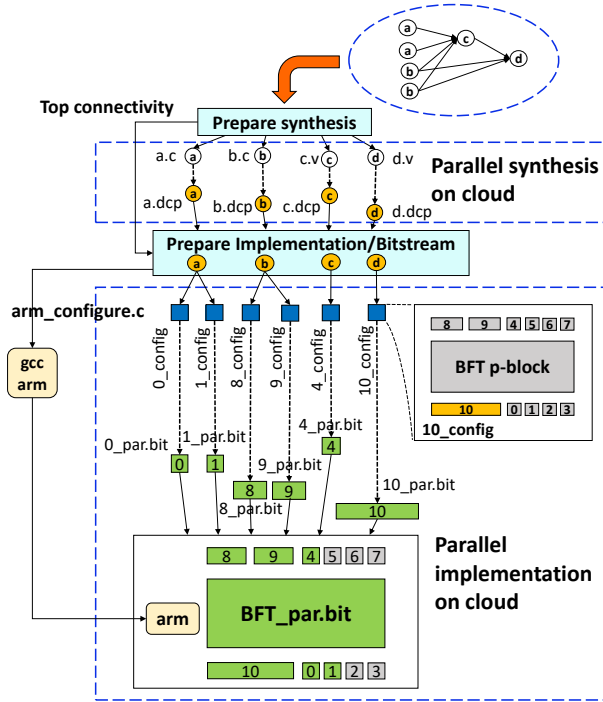 a
a
c
b
d
b
Top connectivity
Prepare synthesis
a.c
a
b.c
b
c.v
c
d
d.v
Parallel synthesis
on cloud
a.dcp
a
b.dcp
b
c.dcp
c
d
d.dcp
Prepare Implementation/Bitstream
a
b
c
d
arm_configure.c
gcc
arm
0_config
1_config
8_config
9_config
4_config
10_config
8
9
4
5
6
7
BFT p-block
10
0
1
2
3
10_config
0_par.bit
1_par.bit
4_par.bit
0
1
4
9_par.bit
10_par.bit
8
9
8_par.bit
10
8
9
4
5
6
7
arm
BFT_par.bit
10
0
1
2
3
Parallel
implementation
on cloud